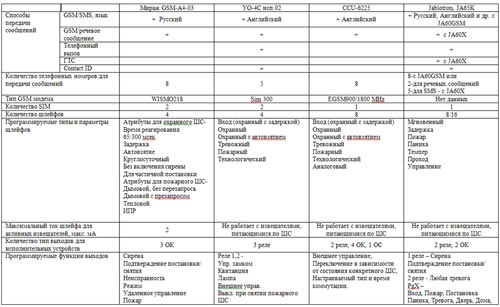 Мираж GSM-A4-03 YO-4C исп.02 CCU-6225 Jablotron, JA65K
Способы передачи сообщений
GSM/SMS, язык + Русский + Английский + Английский + Русский, Английский и др. с JA60GSM
GSM речевое сообщение + + + с JA60X
Телефонный вызов +
ГТС + с JA60X
Contact ID + + с JA60X
Количество телефонных номеров для передачи сообщений 8 5 8 8-с JA60GSM или
2-для речевых сообщений
5-для SMS - с JA60X
Тип GSM модема WISMO218 Sim 300 EGSM900/1800 MHz Нет данных
Количество SIM 2 2 1 1
Количество шлейфов 4 4 8 8/16
Программируемые типы и параметры шлейфов
Атрибуты для охранного ШС-
Время реагирования
65/300 мсек.
Задержка
Автовзятие
Круглосуточный
Без включения сирены
Для частичной постановки
Атрибуты для пожарного ШС-
Дымовой, без перезапроса
Дымовой с презапросом
Тепловой
ИПР
Вход (охранный с задержкой)
Охранный
Охранный с автовзятием
Тревожный
Пожарный
Технологический
Вход (охранный с задержкой)
Охранный
Охранный с автовзятием
Тревожный
Пожарный
Технологический
Аналоговый
Мгновенный
Задержка
Пожар
Паника
Темпер
Проход
Управление
Максимальный ток шлейфа для активных извещателей, макс. мА 2 Не работает с извещателями, питающимися по ШС Не работает с извещателями, питающимися по ШС Не работает с извещателями, питающимися по ШС
Количество/тип выходов для исполнительных устройств 3 ОК 3 реле 2 реле, 4 ОК, 1 ОС 2 реле, 2 ОК
Программируемые функции выходов
Сирена
Подтверждение постановки/снятия
Неисправность
Режим
Удаленное управление
Пожар
Реле 1,2 -
Упр. замком
Квитанция
Лампа
Внешнее управ.
Выкл. при снятии пожарного ШС
Внешнее управление,
Переключение в зависимости от состояния конкретного ШС,
Настраиваемый тип и время коммутации.
1 реле – Сирена
Подтверждение постановки/снятия
2 реле - Любая тревога
PgX –
Вход, Пожар, Постановка
Паника, Тревога, Дверь, Дома,